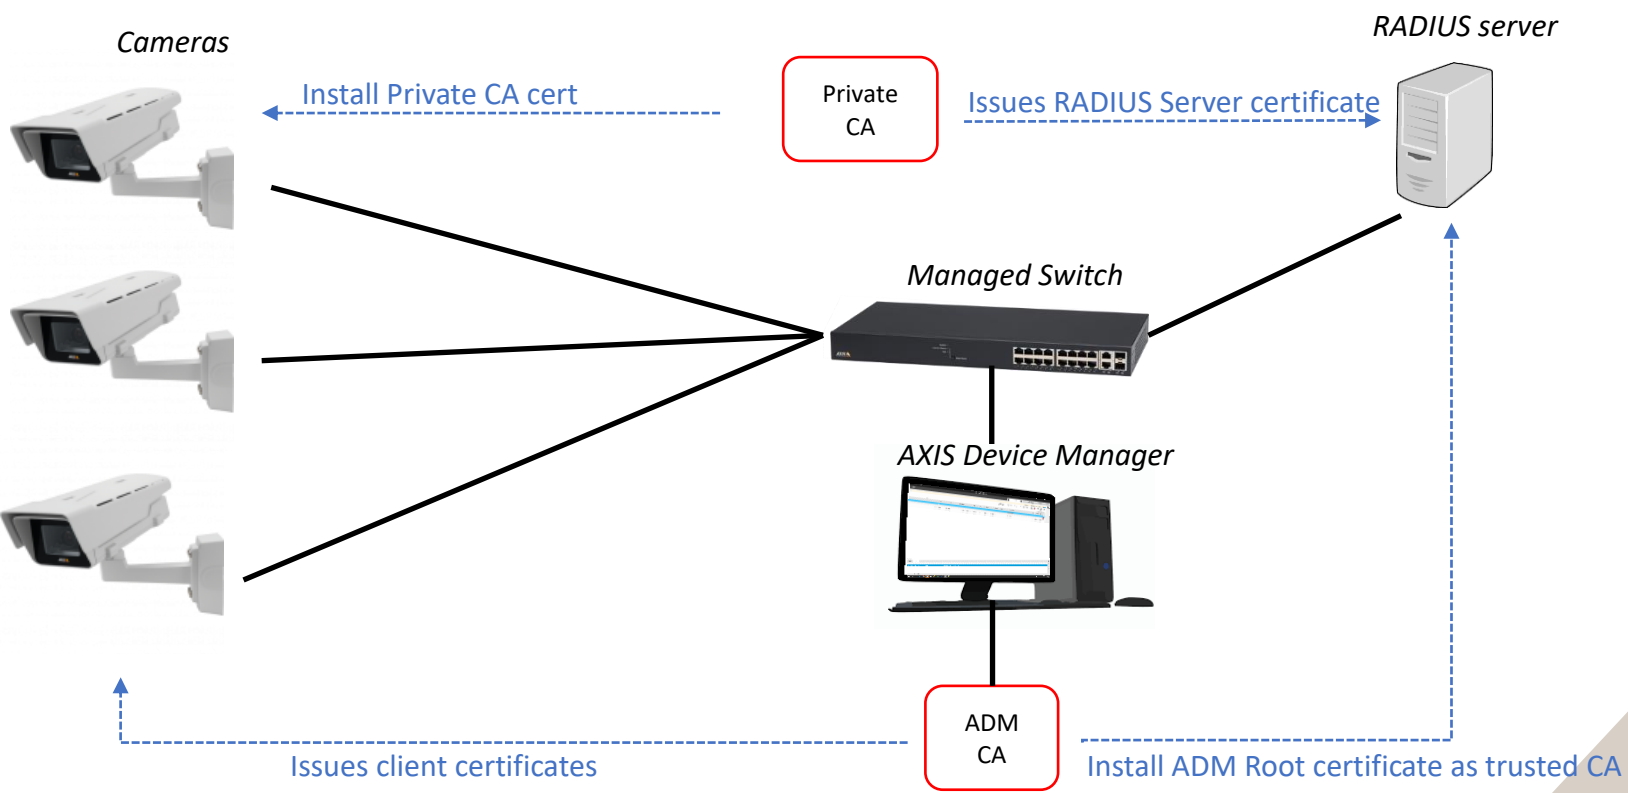 Cameras
RADIUS server
Install Private CA cert
Private
CA
Issues RADIUS Server certificate
Managed Switch
AXIS Device Manager
ADM
CA
Issues client certificates
Install ADM Root certificate as trusted CA